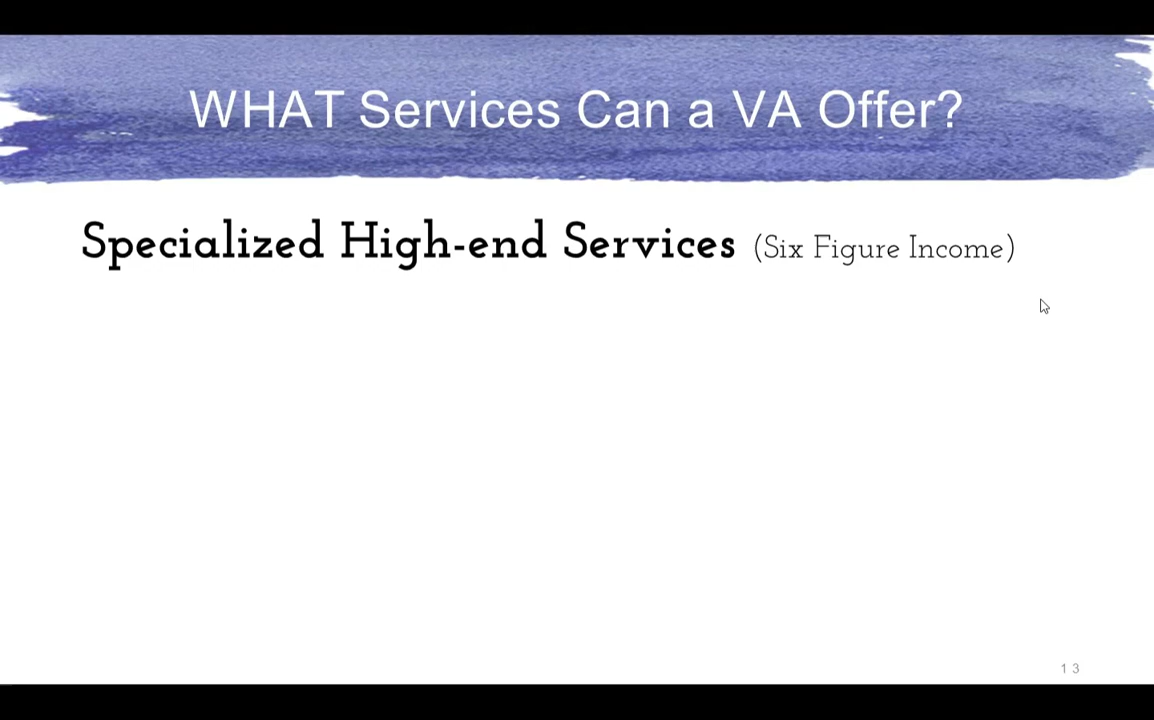 WHAT Services Can a VA Offer?
Specialized High-end Services (Six Figure Income)
13